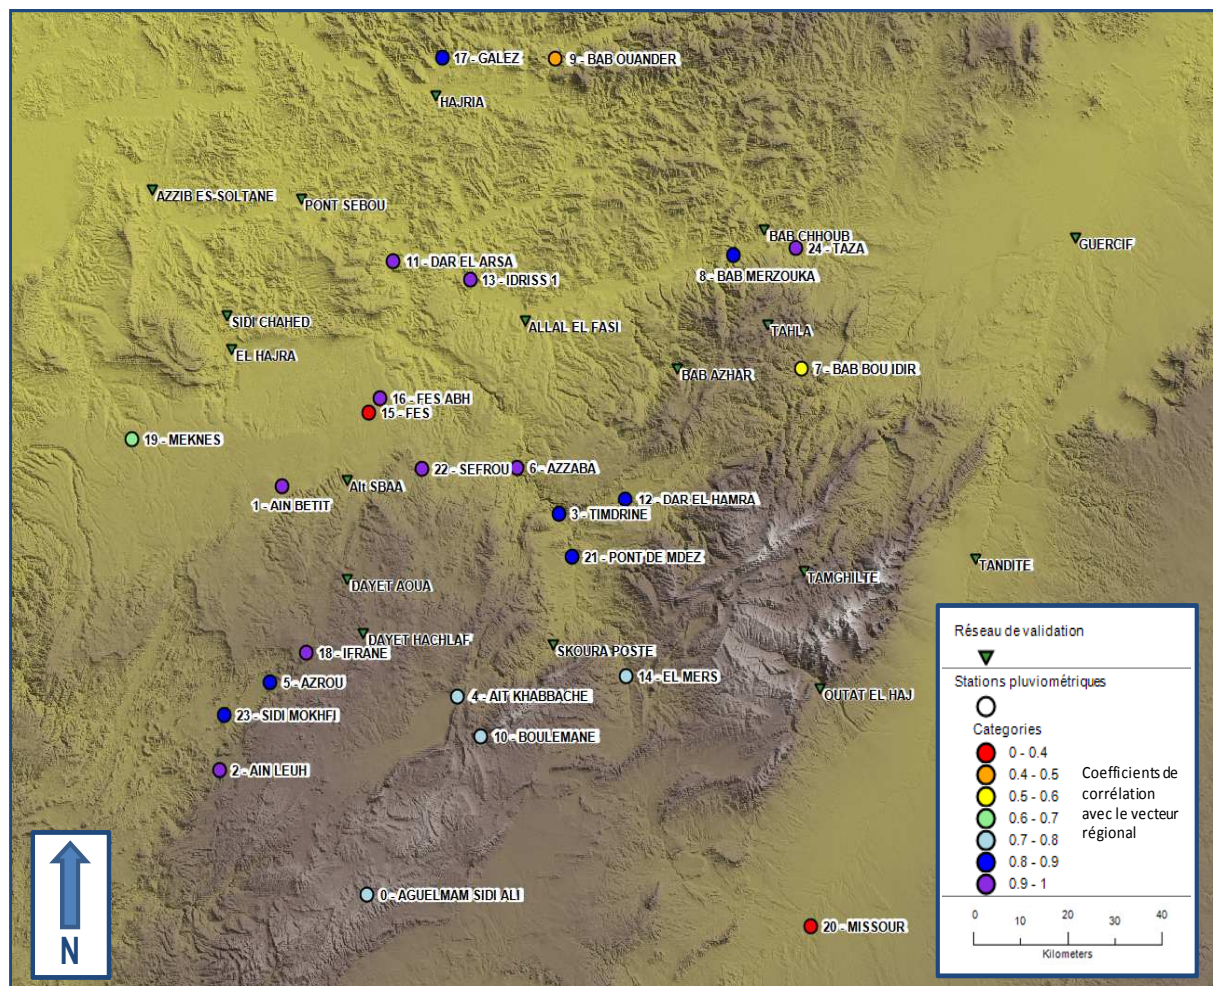 17 - GALEZ
9 - BAB OUANDER
HAJRIA
AZZIB ES-SOLTANE
PONT SEBOU
BAB CHHOUB
24 - TAZA
GUERCIF
11 - DAR EL ARSA
8 - BAB MERZOUKA
13 - IDRISS 1
SIDI CHAHED
ALLAL EL FASI
TAHLA
EL HAJRA
BAB AZHAR
7 - BAB BOU IDIR
16 - FES ABH
15 - FES
19 - MEKNES
22 - SEFROU
6 - AZZABA
Alt SBAA
1 - AIN BETIT
12 - DAR EL HAMRA
3 - TIMDRINE
21 - PONT DE MDEZ
TANDITE
TAMGHILTE
DAYET AOUA
DAYET HACHLAF
SKOURA POSTE
18 - IFRANE
14 - EL MERS
5 - AZROU
4 - AIT KHABBACHE
OUTAT EL HAJ
23 - SIDI MOKHFI
10 - BOULEMANE
2 - AIN LEUH
0 - AGUELMAM SIDI ALI
20 - MISSOUR
N
Réseau de validation
Stations pluviométriques
Categories
0 - 0.4
0.4 - 0.5
0.5 - 0.6
0.6 - 0.7
0.7 - 0.8
0.8 - 0.9
0.9 - 1
Coefficients de
corrélation
avec le vecteur
régional
0 10 20 30 40
Kilometers